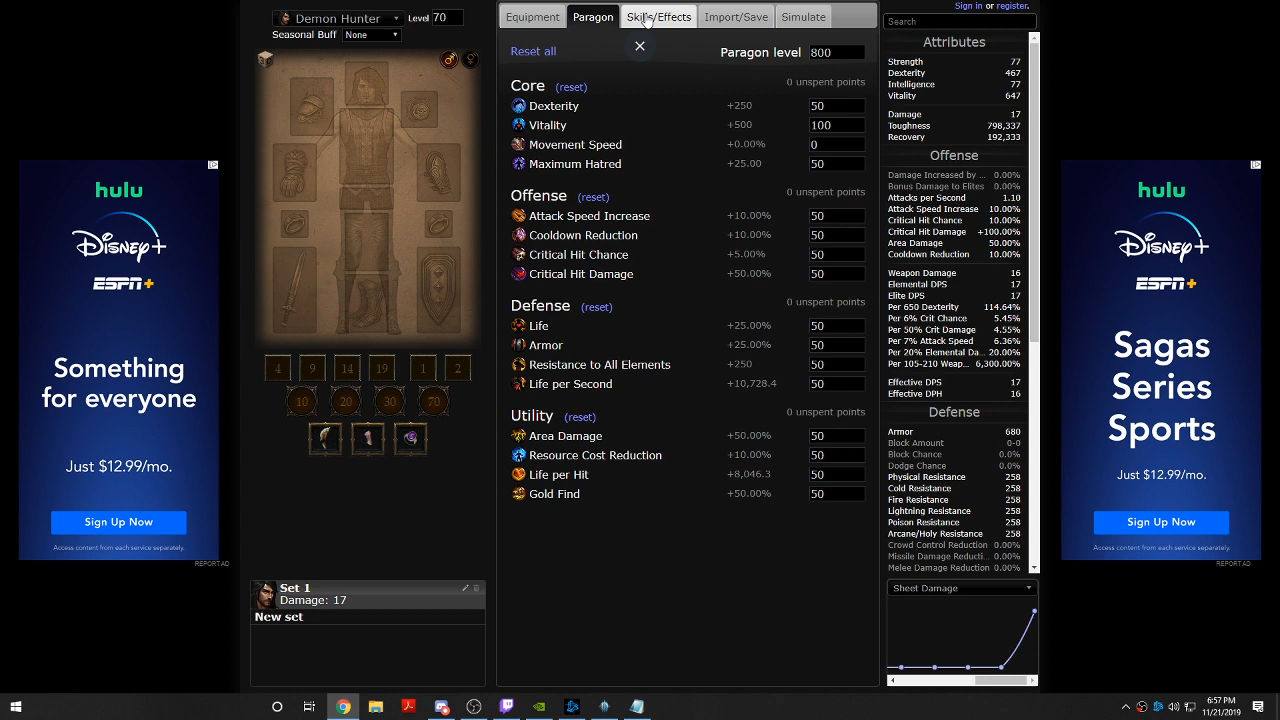 Demon Hunter Level 70
Seasonal Buff None
4 9 14 19 1 2
10 20 30 70
Set 1
Damage: 17
New set
Equipment Paragon Skills/Effects Import/Save Simulate
Reset all Paragon level 800
Core (reset) 0 unspent points
Dexterity +250 50
Vitality +500 100
Movement Speed +0.00% 0
Maximum Hatred +25.00 50
Offense (reset) 0 unspent points
Attack Speed Increase +10.00% 50
Cooldown Reduction +10.00% 50
Critical Hit Chance +5.00% 50
Critical Hit Damage +50.00% 50
Defense (reset) 0 unspent points
Life +25.00% 50
Armor +25.00% 50
Resistance to All Elements +250 50
Life per Second +10,728.4 50
Utility (reset) 0 unspent points
Area Damage +50.00% 50
Resource Cost Reduction +10.00% 50
Life per Hit +8,046.3 50
Gold Find +50.00% 50
Sign in or register.
Search
Attributes
Strength 77
Dexterity 467
Intelligence 77
Vitality 647
Damage 17
Toughness 798,337
Recovery 192,333
Offense
Damage Increased by ... 0.00%
Bonus Damage to Elites 0.00%
Attacks per Second 1.10
Attack Speed Increase 10.00%
Critical Hit Chance 10.00%
Critical Hit Damage +100.00%
Area Damage 50.00%
Cooldown Reduction 10.00%
Weapon Damage 16
Elemental DPS 17
Elite DPS 17
Per 650 Dexterity 114.64%
Per 6% Crit Chance 5.45%
Per 50% Crit Damage 4.55%
Per 7% Attack Speed 6.36%
Per 20% Elemental Da... 20.00%
Per 105-210 Weap... 6,300.00%
Effective DPS 17
Effective DPH 16
Defense
Armor 680
Block Amount 0-0
Block Chance 0.0%
Dodge Chance 0.0%
Physical Resistance 258
Cold Resistance 258
Fire Resistance 258
Lightning Resistance 258
Poison Resistance 258
Arcane/Holy Resistance 258
Crowd Control Reduction 0.00%
Missile Damage Reducti... 0.00%
Melee Damage Reduction 0.00%
Sheet Damage
hulu
Disney+
ESPN+
Something
for everyone
Just $12.99/mo.
Sign Up Now
Access content from each service separately.
REPORT AD
hulu
Disney+
ESPN+
Sagas
Series
Sports
Just $12.99/mo.
Sign Up Now
Access content from each service separately.
REPORT AD
6:57 PM
11/21/2019